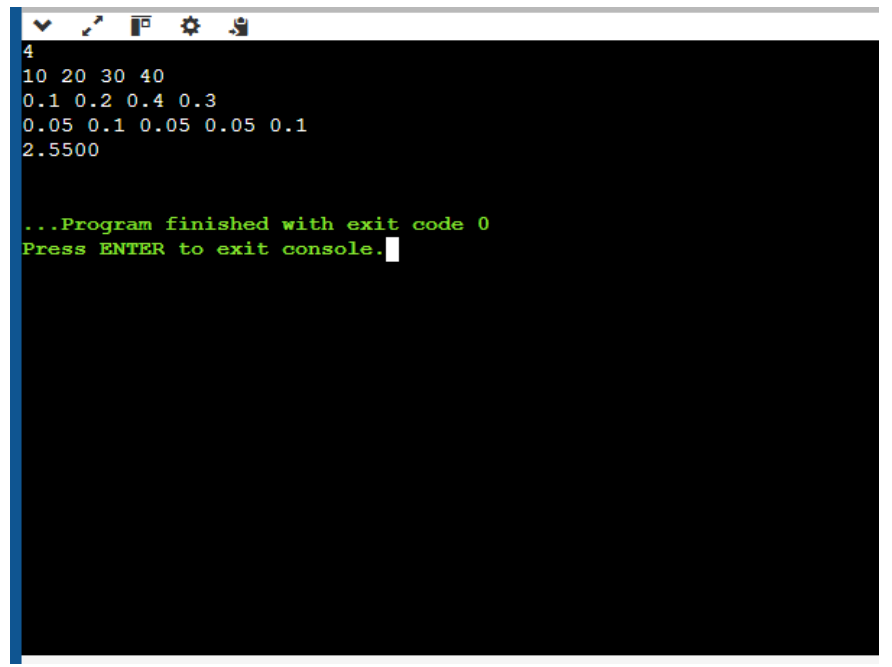 4
10 20 30 40
0.1 0.2 0.4 0.3
0.05 0.1 0.05 0.05 0.1
2.5500
...Program finished with exit code 0
Press ENTER to exit console.